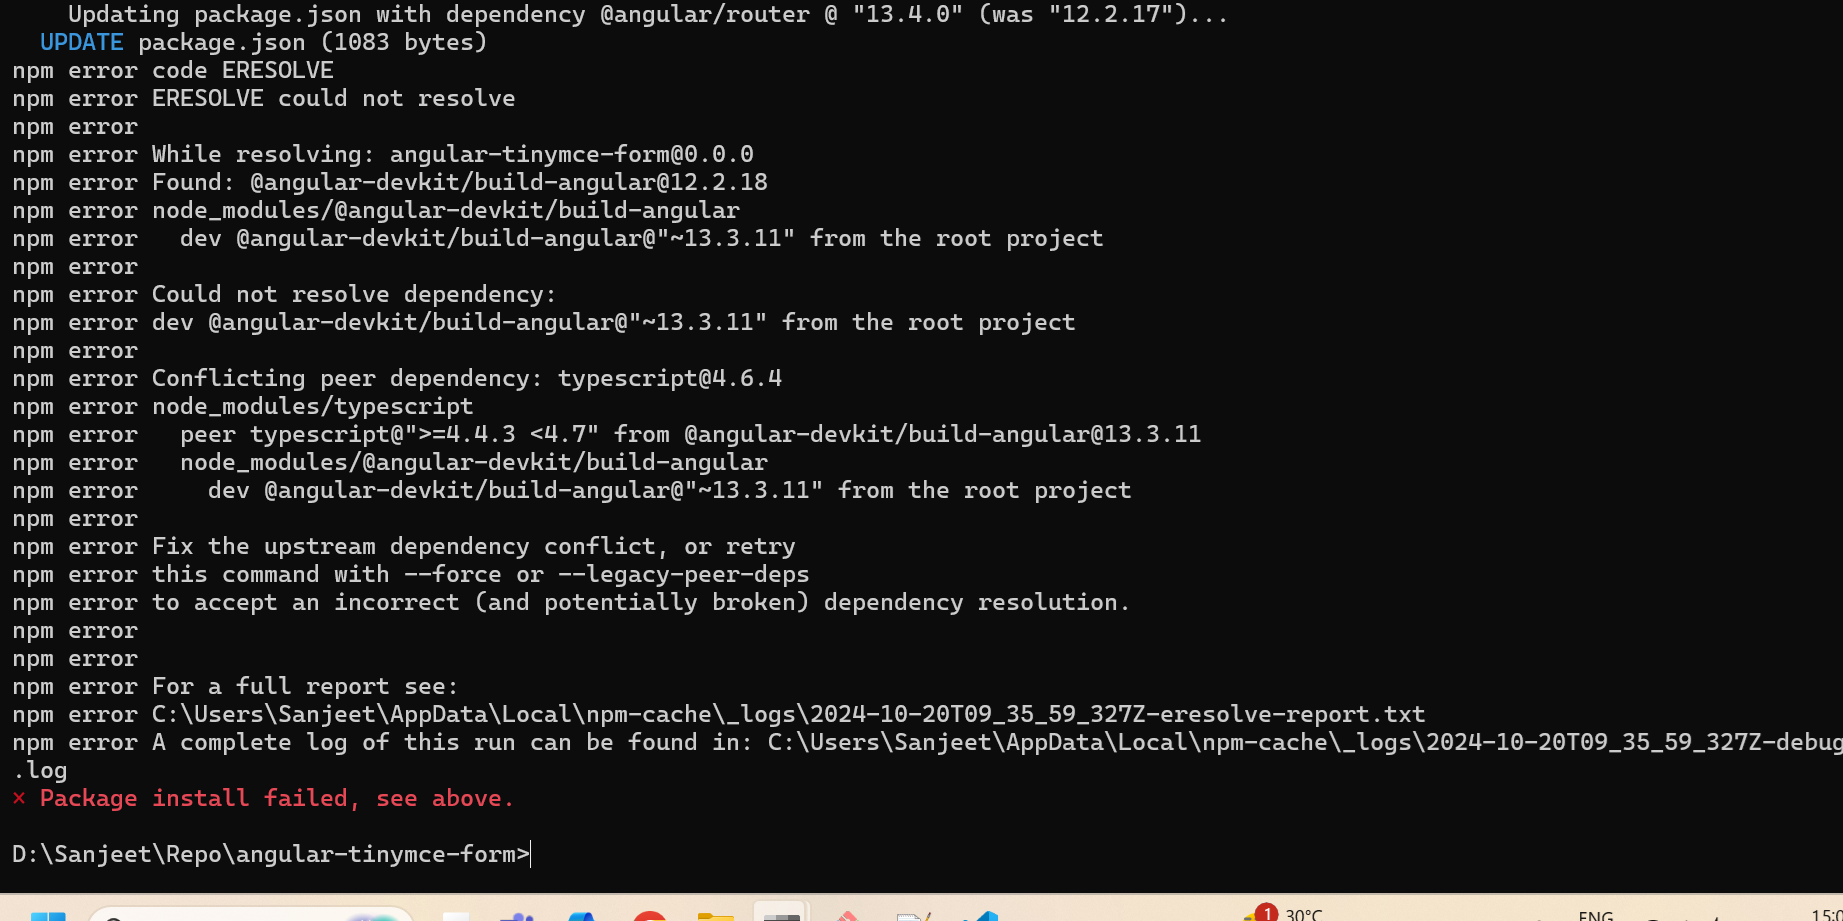 Updating package.json with dependency @angular/router @ "13.4.0" (was "12.2.17")...
UPDATE package.json (1083 bytes)
npm error code ERESOLVE
npm error ERESOLVE could not resolve
npm error
npm error While resolving: angular-tinymce-form@0.0.0
npm error Found: @angular-devkit/build-angular@12.2.18
npm error node_modules/@angular-devkit/build-angular
npm error   dev @angular-devkit/build-angular@"~13.3.11" from the root project
npm error
npm error Could not resolve dependency:
npm error dev @angular-devkit/build-angular@"~13.3.11" from the root project
npm error
npm error Conflicting peer dependency: typescript@4.6.4
npm error node_modules/typescript
npm error   peer typescript@">=4.4.3 <4.7" from @angular-devkit/build-angular@13.3.11
npm error   node_modules/@angular-devkit/build-angular
npm error     dev @angular-devkit/build-angular@"~13.3.11" from the root project
npm error
npm error Fix the upstream dependency conflict, or retry
npm error this command with --force or --legacy-peer-deps
npm error to accept an incorrect (and potentially broken) dependency resolution.
npm error
npm error
npm error For a full report see:
npm error C:\Users\Sanjeet\AppData\Local\npm-cache\_logs\2024-10-20T09_35_59_327Z-eresolve-report.txt
npm error A complete log of this run can be found in: C:\Users\Sanjeet\AppData\Local\npm-cache\_logs\2024-10-20T09_35_59_327Z-debug
.log
× Package install failed, see above.
D:\Sanjeet\Repo\angular-tinymce-form>
1 30°C ENG